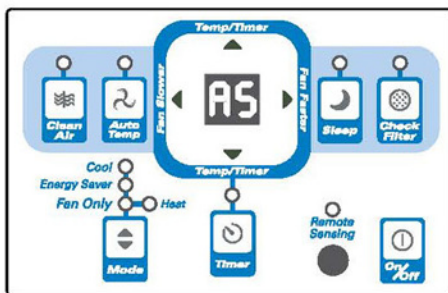 Temp/Timer
Fan Slower
AS
Fan Faster
Clean
Air
Auto
Temp
Sleep
Check
Filter
Temp/Timer
Cool
Energy Saver
Fan Only
Heat
Mode
Timer
Remote
Sensing
On/Off